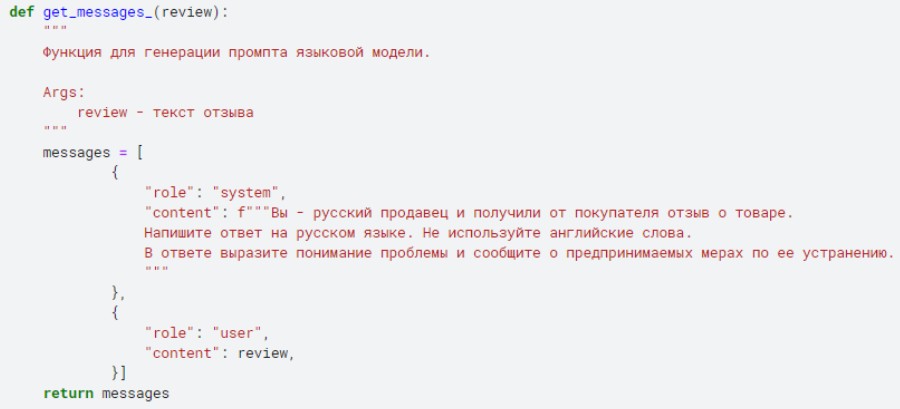 def get_messages_(review):
    """
    Функция для генерации промпта языковой модели.

    Args:
        review - текст отзыва
    """
    messages = [
            {
                "role": "system",
                "content": f"""Вы - русский продавец и получили от покупателя отзыв о товаре.
                Напишите ответ на русском языке. Не используйте английские слова.
                В ответе выразите понимание проблемы и сообщите о предпринимаемых мерах по ее устранению.
                """
            },
            {
                "role": "user",
                "content": review,
            }]
    return messages